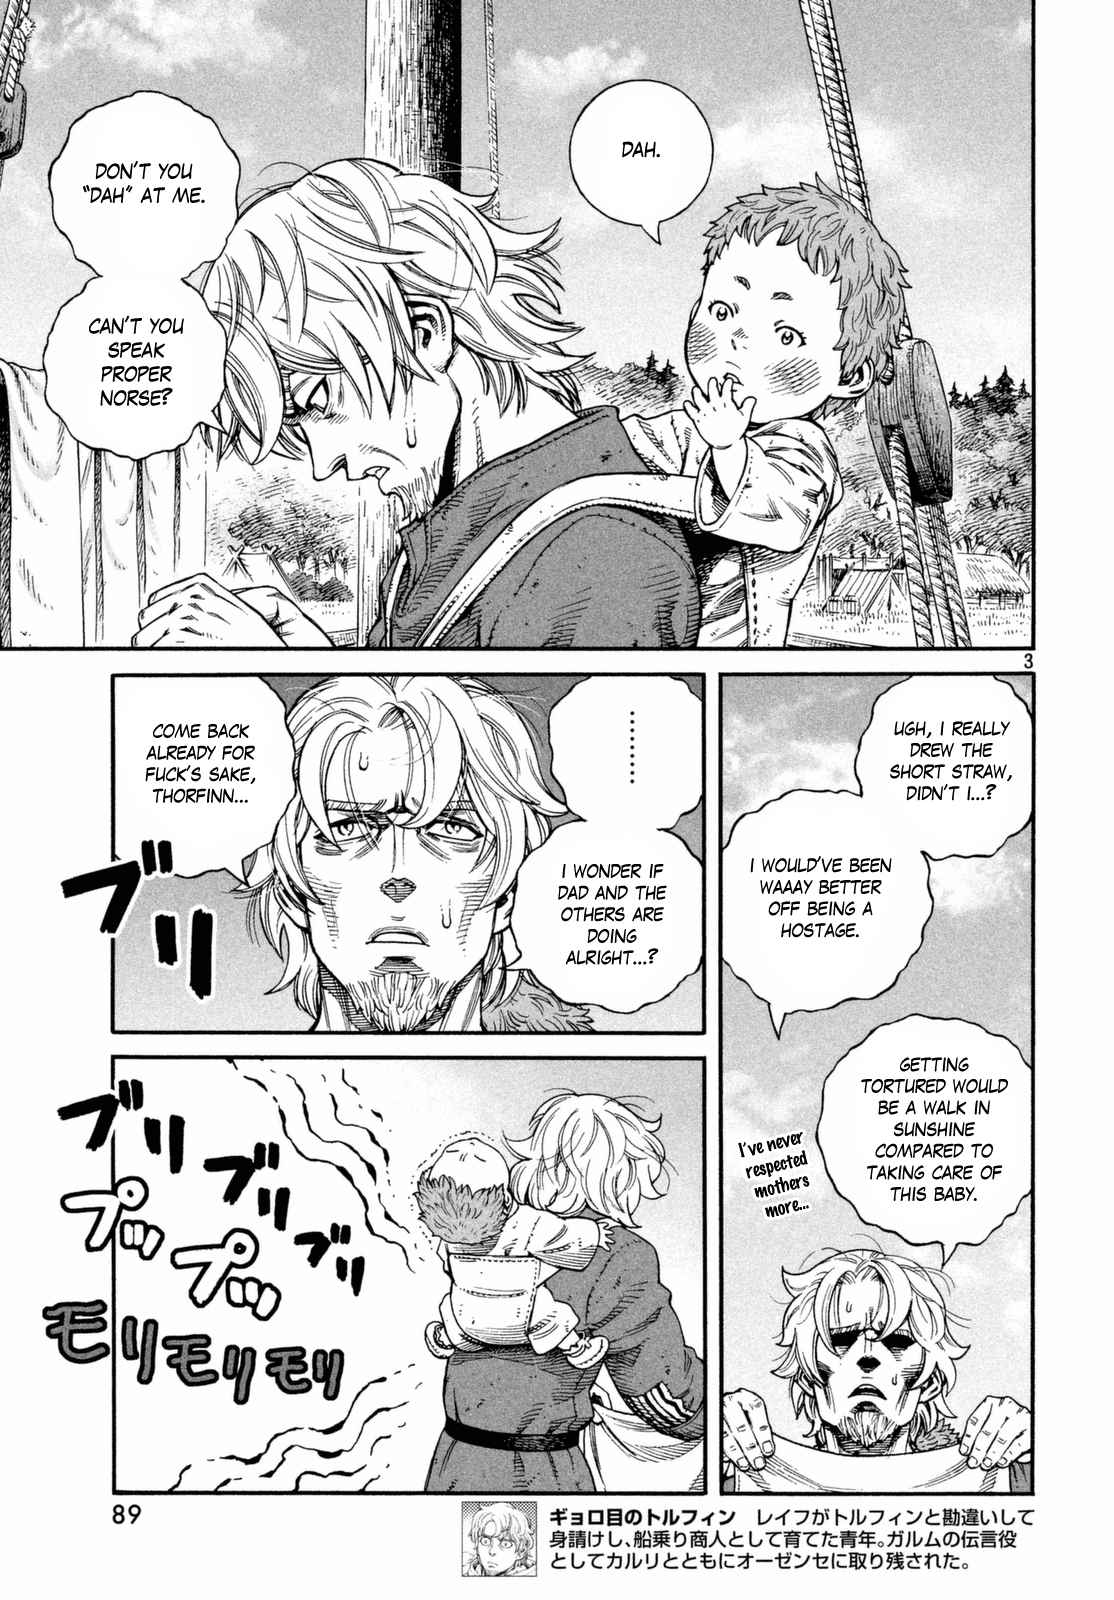 DAH.
DON'T YOU
"DAH" AT ME.
CAN'T YOU
SPEAK
PROPER
NORSE?
3
UGH, I REALLY
DREW THE
SHORT STRAW,
DIDN'T I...?
I WOULD'VE BEEN
WAAAY BETTER
OFF BEING A
HOSTAGE.
GETTING
TORTURED WOULD
BE A WALK IN
SUNSHINE
COMPARED TO
TAKING CARE OF
THIS BABY.
I've never
respected
mothers
more...
.........
I WONDER IF
DAD AND THE
OTHERS ARE
DOING
ALRIGHT...?
COME BACK
ALREADY FOR
FUCK'S SAKE,
THORFINN...
ブリ
ブリ
ブリ
ブリ
プッ
プッ
モリモリモリ
89
ギョロ目のトルフィン レイフがトルフィンと勘違いして
身請けし、船乗り商人として育てた青年。ガルムの伝言役
としてカルリとともにオーゼンセに取り残された。